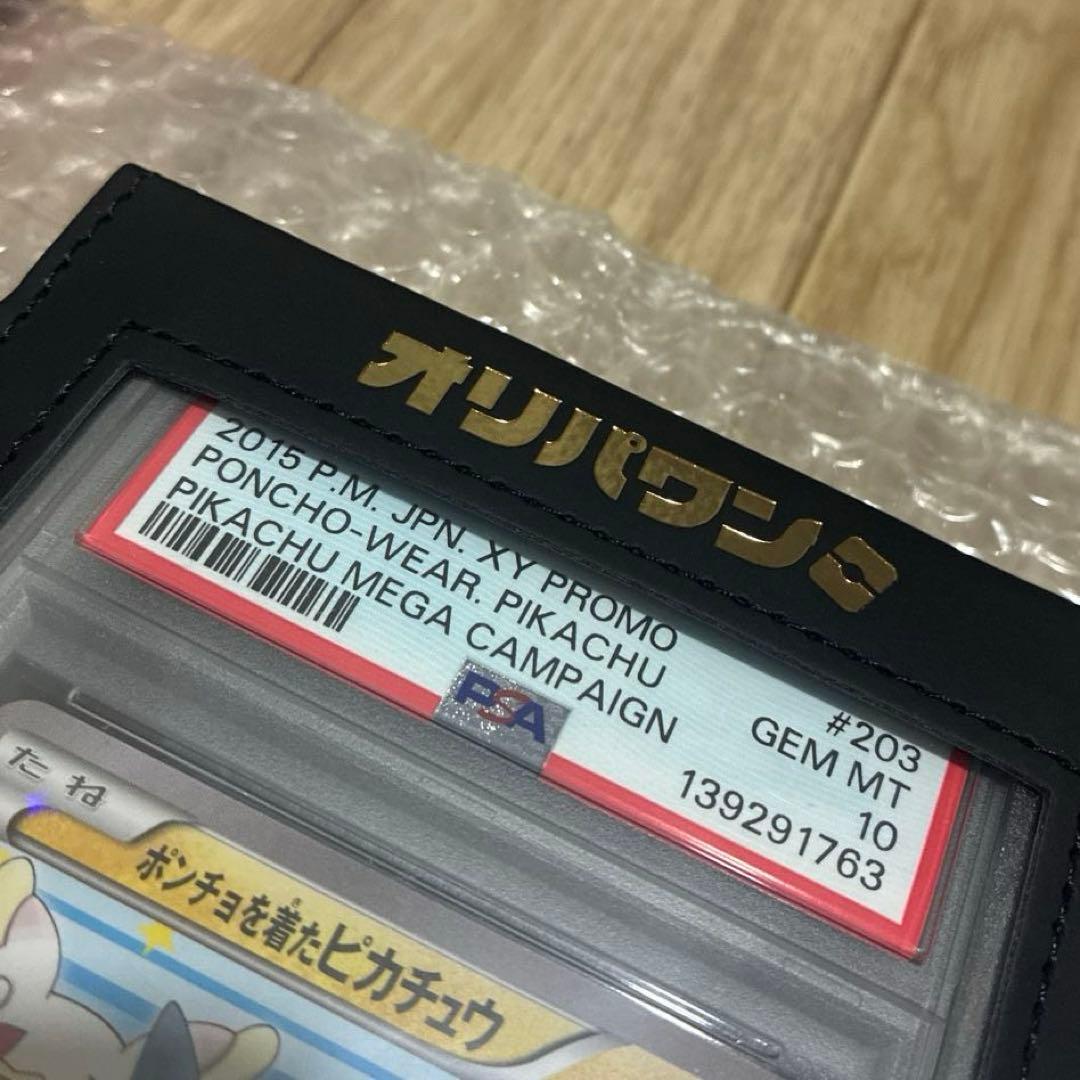 オリパワン
2015 P.M. JPN. XY PROMO #203
PONCHO-WEAR. PIKACHU GEM MT
PIKACHU MEGA CAMPAIGN 10
PSA 139291763
たね
ポンチョを着たピカチュウ